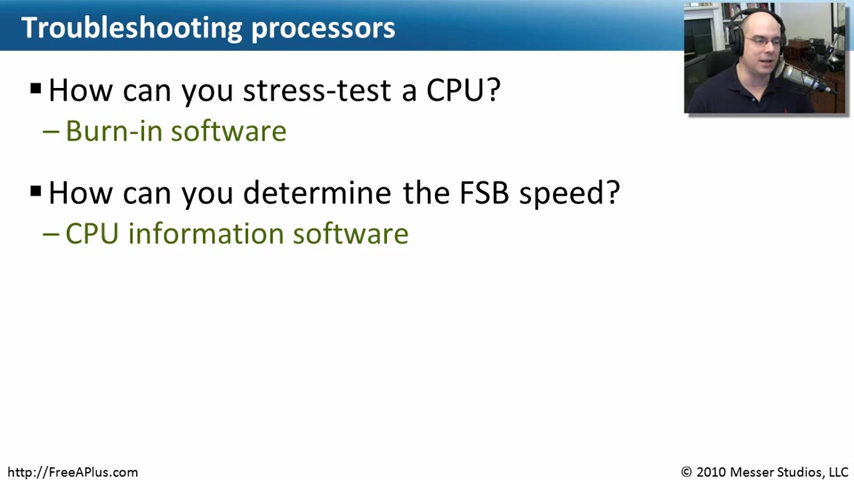 Troubleshooting processors
▪ How can you stress-test a CPU?
– Burn-in software
▪ How can you determine the FSB speed?
– CPU information software
http://FreeAPlus.com
© 2010 Messer Studios, LLC